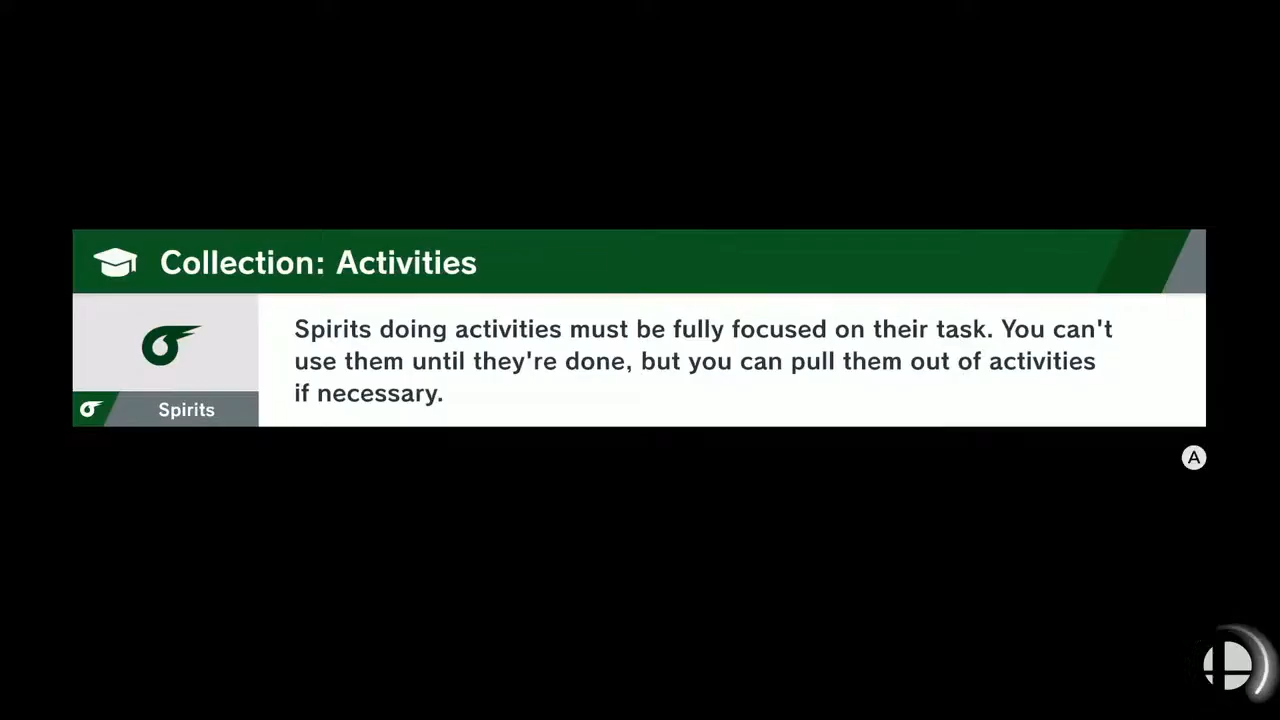 Collection: Activities
Spirits doing activities must be fully focused on their task. You can't
use them until they're done, but you can pull them out of activities
if necessary.
Spirits
A